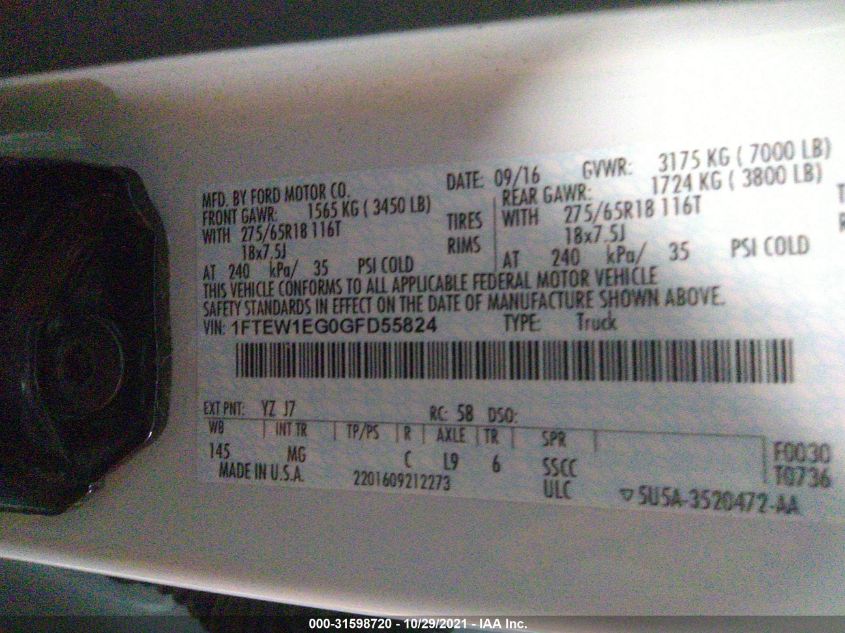 MFD. BY FORD MOTOR CO.
DATE: 09/16 GVWR: 3175 KG ( 7000 LB)
FRONT GAWR: 1565 KG ( 3450 LB) REAR GAWR: 1724 KG ( 3800 LB)
WITH 275/65R18 116T TIRES WITH 275/65R18 116T
18x7.5J RIMS 18x7.5J
AT 240 kPa/ 35 PSI COLD AT 240 kPa/ 35 PSI COLD
THIS VEHICLE CONFORMS TO ALL APPLICABLE FEDERAL MOTOR VEHICLE
SAFETY STANDARDS IN EFFECT ON THE DATE OF MANUFACTURE SHOWN ABOVE.
VIN: 1FTEW1EG0GFD55824 TYPE: Truck
EXT PNT: YZ J7 RC: 58 DSO:
WB INT TR TP/PS R AXLE TR SPR
145 MG C L9 6 SSCC
F0030
T0736
MADE IN U.S.A. 2201609212273 ULC ▽5U5A-3520472-AA
000-31598720 - 10/29/2021 - IAA Inc.